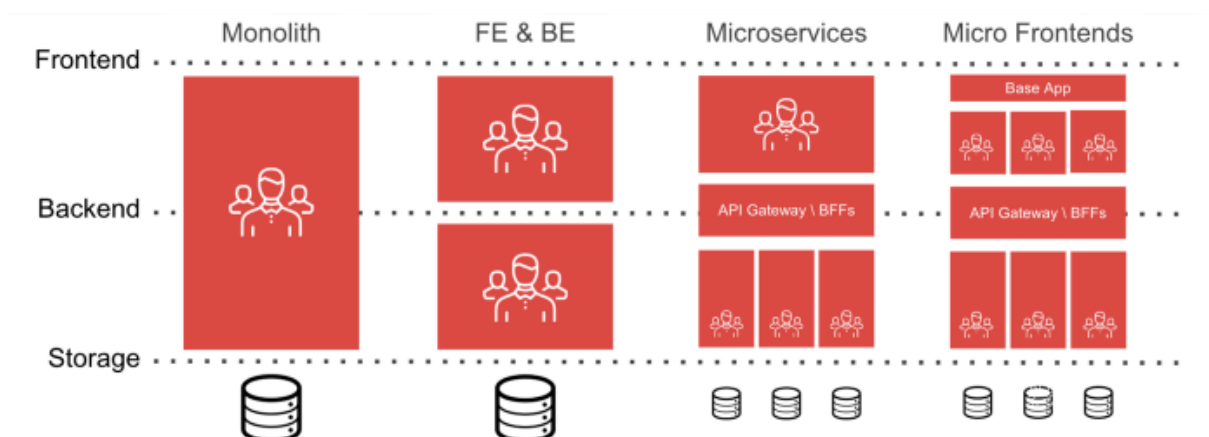 Monolith
FE & BE
Microservices
Micro Frontends
Frontend
Base App
Backend
API Gateway \ BFFs
API Gateway \ BFFs
Storage